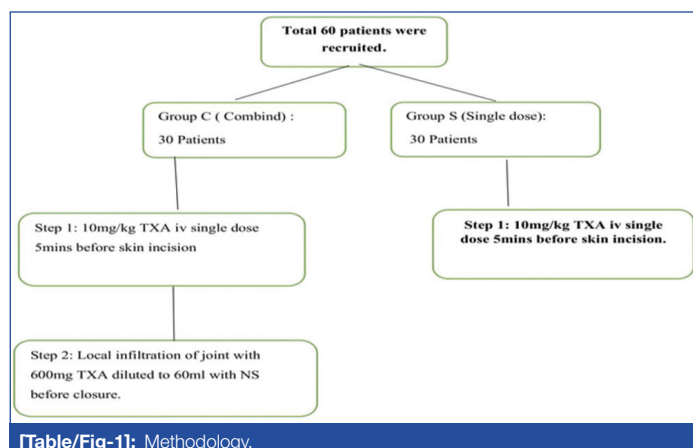 Total 60 patients were
recruited.
Group C ( Combind) :
30 Patients
Group S (Single dose):
30 Patients
Step 1: 10mg/kg TXA iv single dose
5mins before skin incision
Step 1: 10mg/kg TXA iv single
dose 5mins before skin incision.
Step 2: Local infiltration of joint with
600mg TXA diluted to 60ml with NS
before closure.
[Table/Fig-1]: Methodology.